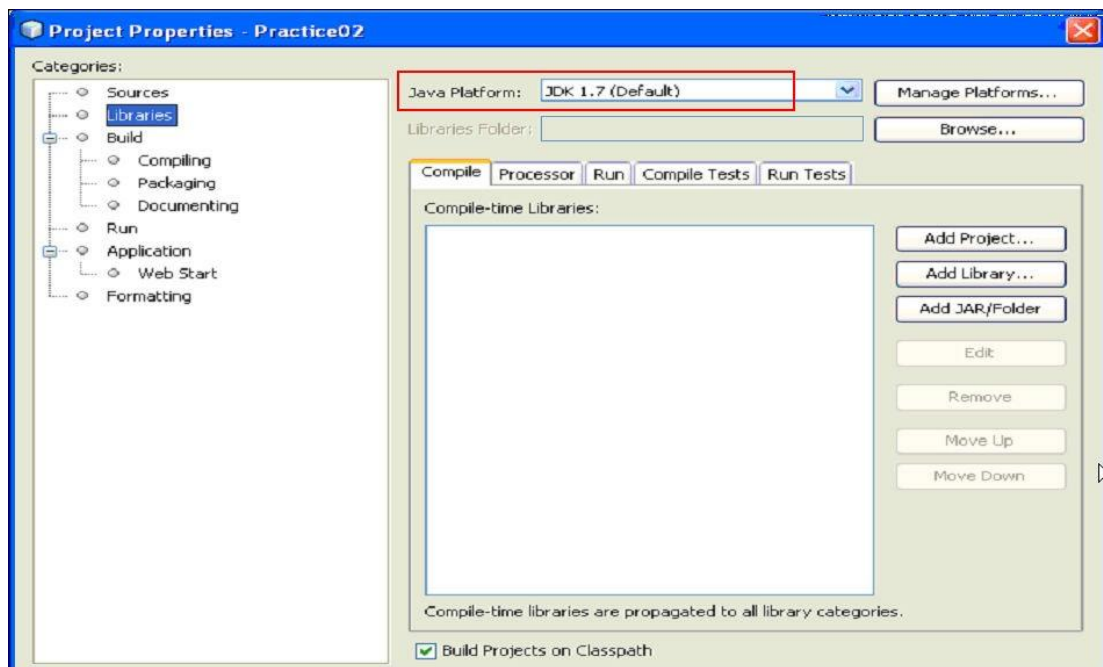 Project Properties - Practice02
Categories:
Sources
Libraries
Build
Compiling
Packaging
Documenting
Run
Application
Web Start
Formatting
Java Platform: JDK 1.7 (Default) Manage Platforms...
Libraries Folder: Browse...
Compile Processor Run Compile Tests Run Tests
Compile-time Libraries:
Add Project...
Add Library...
Add JAR/Folder
Edit
Remove
Move Up
Move Down
Compile-time libraries are propagated to all library categories.
Build Projects on Classpath